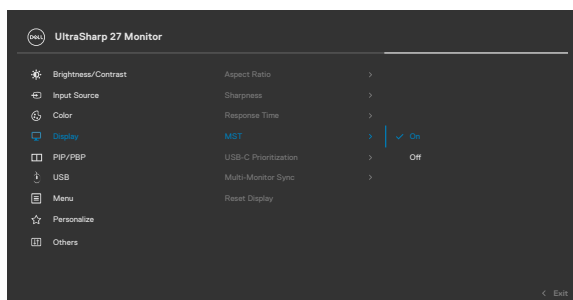 DELL UltraSharp 27 Monitor
Brightness/Contrast Aspect Ratio >
Input Source Sharpness >
Color Response Time >
Display MST > On
PIP/PBP USB-C Prioritization > Off
USB Multi-Monitor Sync >
Menu Reset Display
Personalize
Others
< Exit